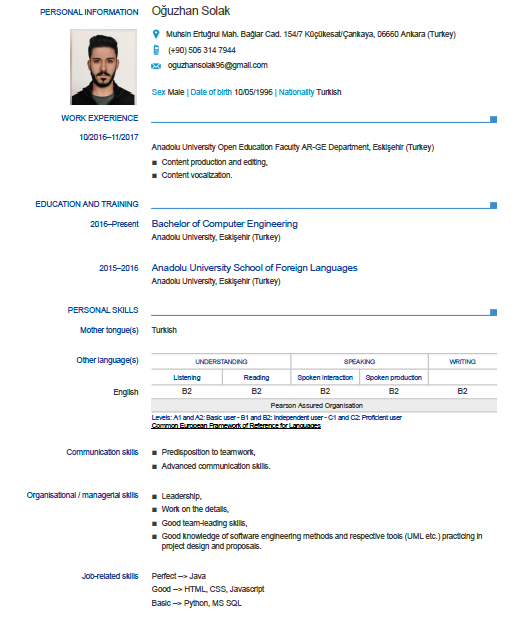 PERSONAL INFORMATION
Oğuzhan Solak
Muhsin Ertuğrul Mah. Bağlar Cad. 154/7 Küçükesat/Çankaya, 06660 Ankara (Turkey)
(+90) 506 314 7944
oguzhansolak96@gmail.com
Sex Male | Date of birth 10/05/1996 | Nationality Turkish
WORK EXPERIENCE
10/2016–11/2017
Anadolu University Open Education Faculty AR-GE Department, Eskişehir (Turkey)
■ Content production and editing,
■ Content vocalization.
EDUCATION AND TRAINING
2016–Present Bachelor of Computer Engineering
Anadolu University, Eskişehir (Turkey)
2015–2016 Anadolu University School of Foreign Languages
Anadolu University, Eskişehir (Turkey)
PERSONAL SKILLS
Mother tongue(s) Turkish
Other language(s) UNDERSTANDING SPEAKING WRITING
Listening Reading Spoken interaction Spoken production
English B2 B2 B2 B2 B2
Pearson Assured Organisation
Levels: A1 and A2: Basic user - B1 and B2: Independent user - C1 and C2: Proficient user
Common European Framework of Reference for Languages
Communication skills ■ Predisposition to teamwork,
■ Advanced communication skills.
Organisational / managerial skills ■ Leadership,
■ Work on the details,
■ Good team-leading skills,
■ Good knowledge of software engineering methods and respective tools (UML etc.) practicing in
project design and proposals.
Job-related skills Perfect --> Java
Good --> HTML, CSS, Javascript
Basic --> Python, MS SQL